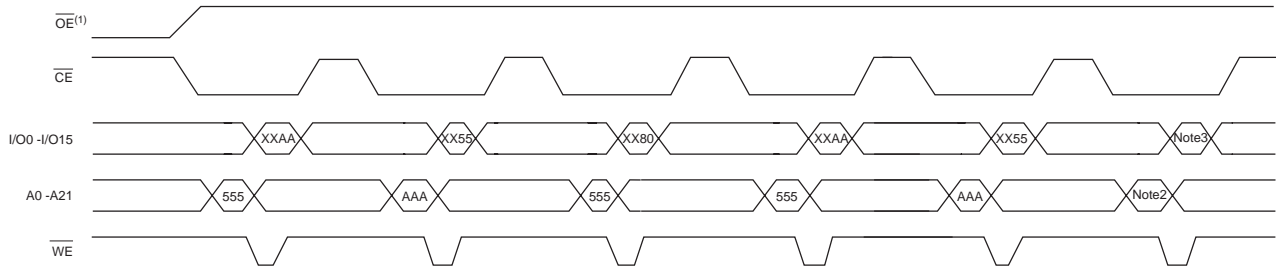 OE(1)
CE
I/O0 -I/O15 XXAA XX55 XX80 XXAA XX55 Note3
A0 -A21 555 AAA 555 555 AAA Note2
WE